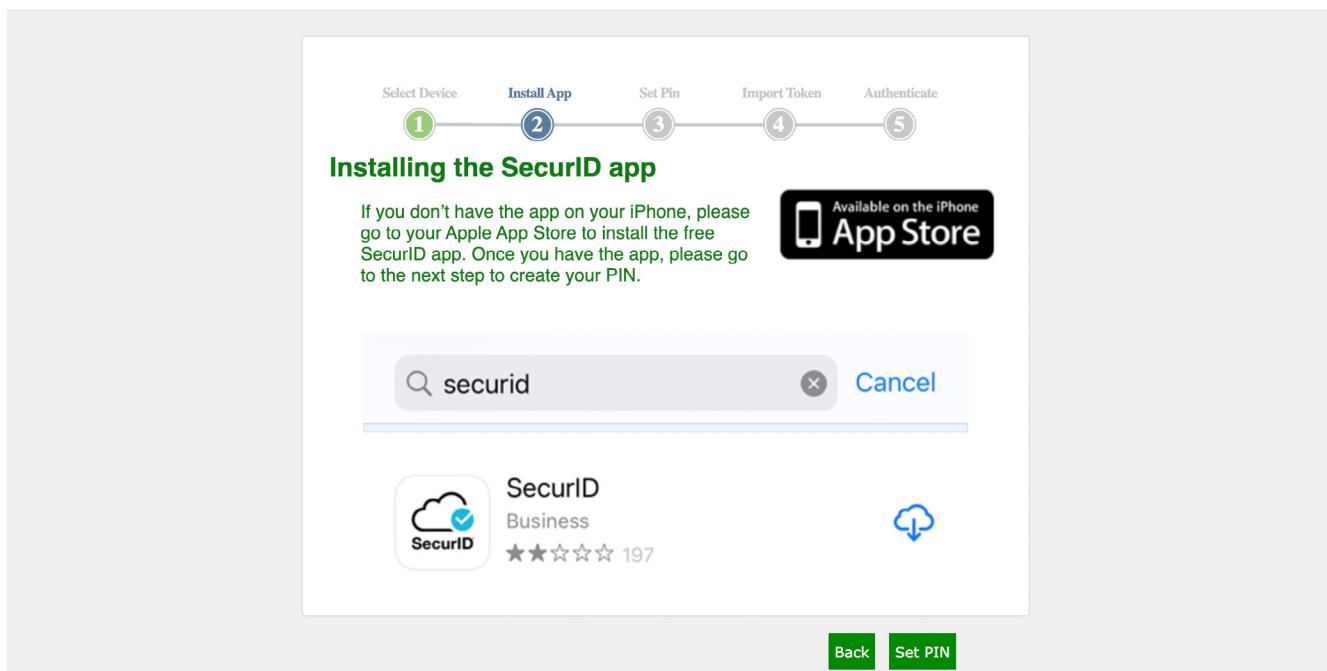 Select Device Install App Set Pin Import Token Authenticate
1 2 3 4 5
Installing the SecurID app
If you don't have the app on your iPhone, please
go to your Apple App Store to install the free
SecurID app. Once you have the app, please go
to the next step to create your PIN.
Available on the iPhone
App Store
securid Cancel
SecurID
Business
197
SecurID
Back Set PIN